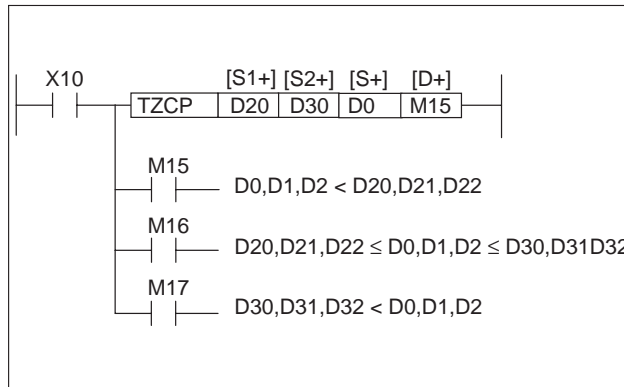 X10
[S1+] [S2+] [S+] [D+]
TZCP D20 D30 D0 M15
M15
D0,D1,D2 < D20,D21,D22
M16
D20,D21,D22 ≤ D0,D1,D2 ≤ D30,D31D32
M17
D30,D31,D32 < D0,D1,D2